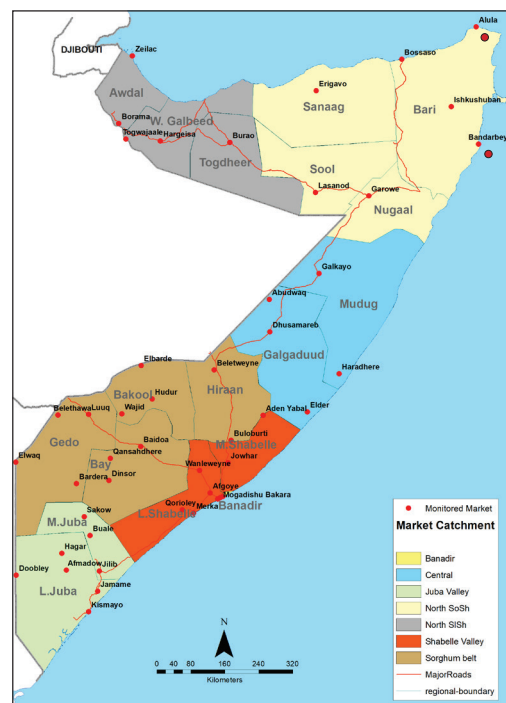 Alula
DJIBOUTI
Zeilac
Bossaso
Awdal
Erigavo
Sanaag
Bari
Ishkushuban
Borama
W. Galbeed
Togwajaale
Hargeisa
Burao
Bandarbey
Togdheer
Sool
Lasanod
Garowe
Nugaal
Galkayo
Abudwaq
Mudug
Dhusamareb
Galgaduud
Elbarde
Beletweyne
Haradhere
Bakool
Hudur
Hiraan
Belethawa
Luuq
Wajid
Aden Yabal
Elder
Gedo
Baidoa
Buloburti
M.Shabelle
Elwaq
Qansahdhere
Bay
Jowhar
Wanleweyne
Bardera
Dinsor
Afgoye
Mogadishu Bakara
Qorioley
Merka
Banadir
L.Shabelle
Sakow
M.Juba
Buale
Hagar
Doobley
Afmadow
Jilib
L.Juba
Jamame
Kismayo
N
0 40 80 160 240 320
Kilometers
Monitored Market
Market Catchment
Banadir
Central
Juba Valley
North SoSh
North SlSh
Shabelle Valley
Sorghum belt
MajorRoads
regional-boundary